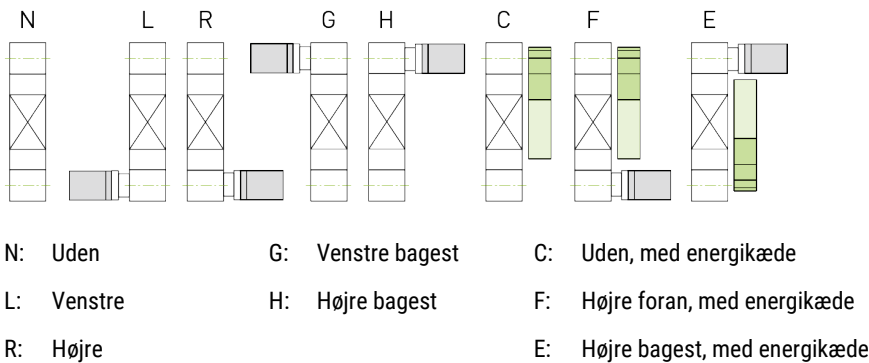 N L R G H C F E
N: Uden G: Venstre bagest C: Uden, med energikæde
L: Venstre H: Højre bagest F: Højre foran, med energikæde
R: Højre E: Højre bagest, med energikæde